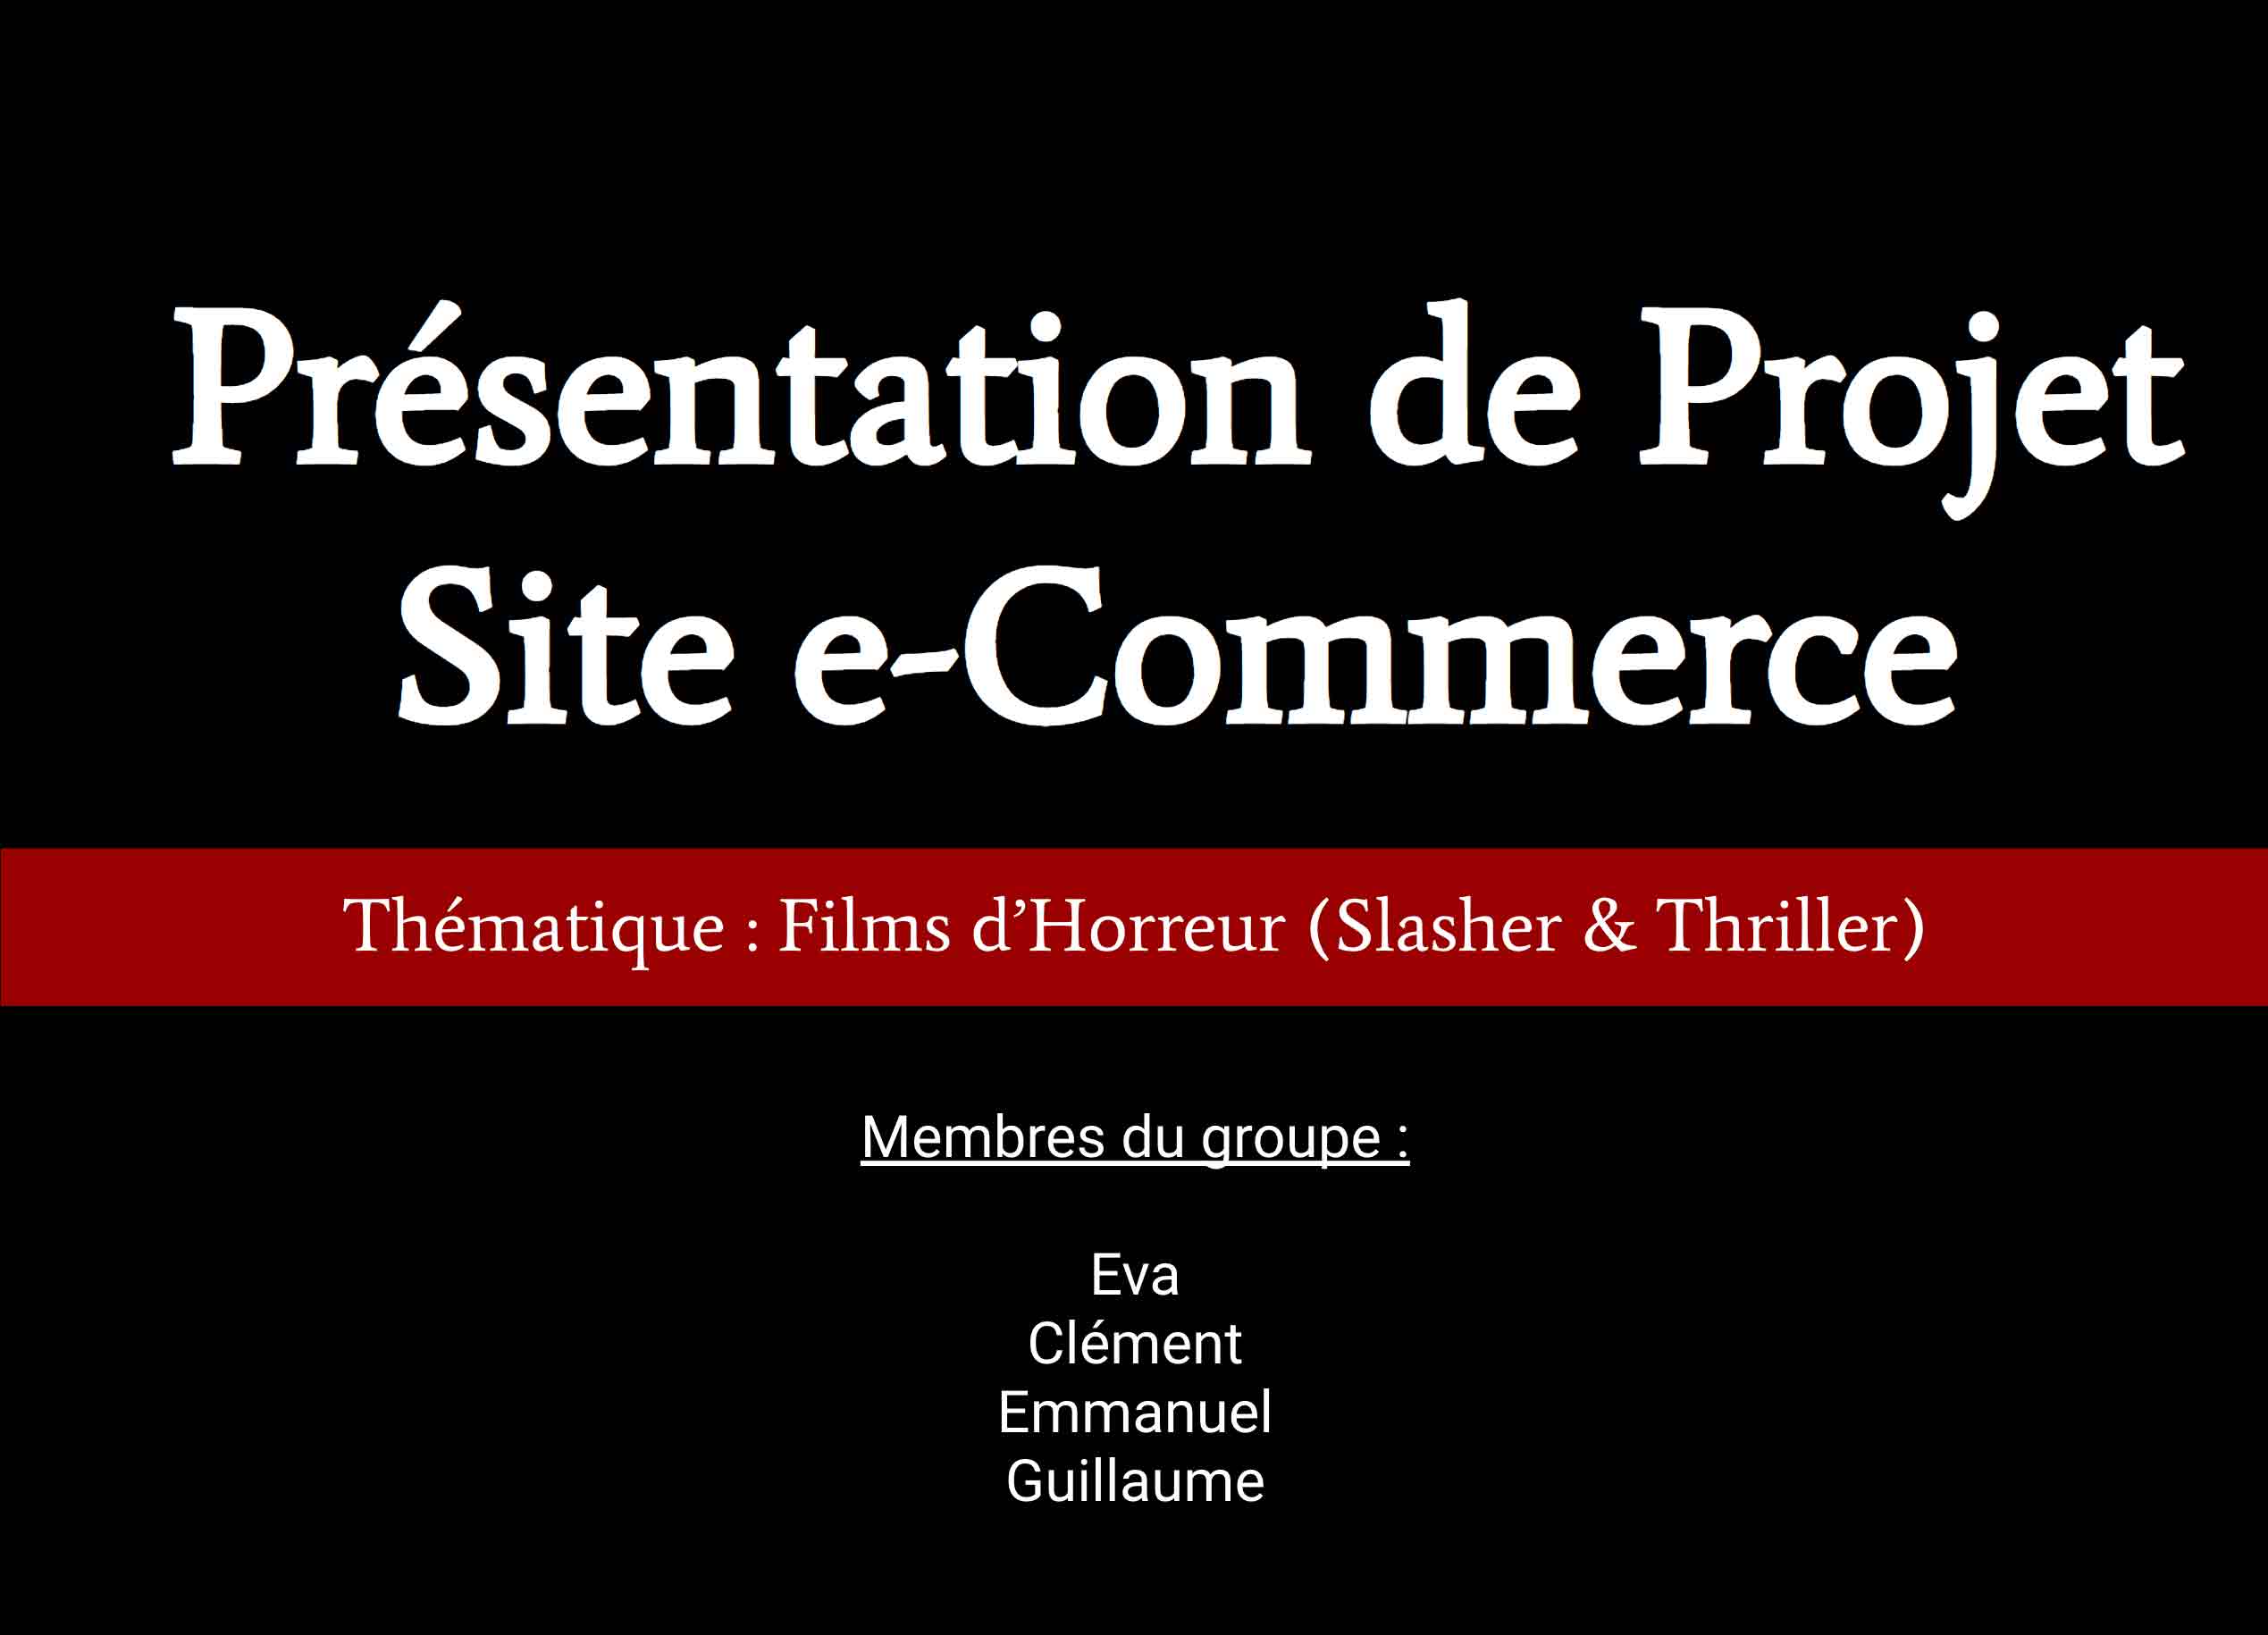 Présentation de Projet
Site e-Commerce
Thématique : Films d’Horreur (Slasher & Thriller)
Membres du groupe :
Eva
Clément
Emmanuel
Guillaume